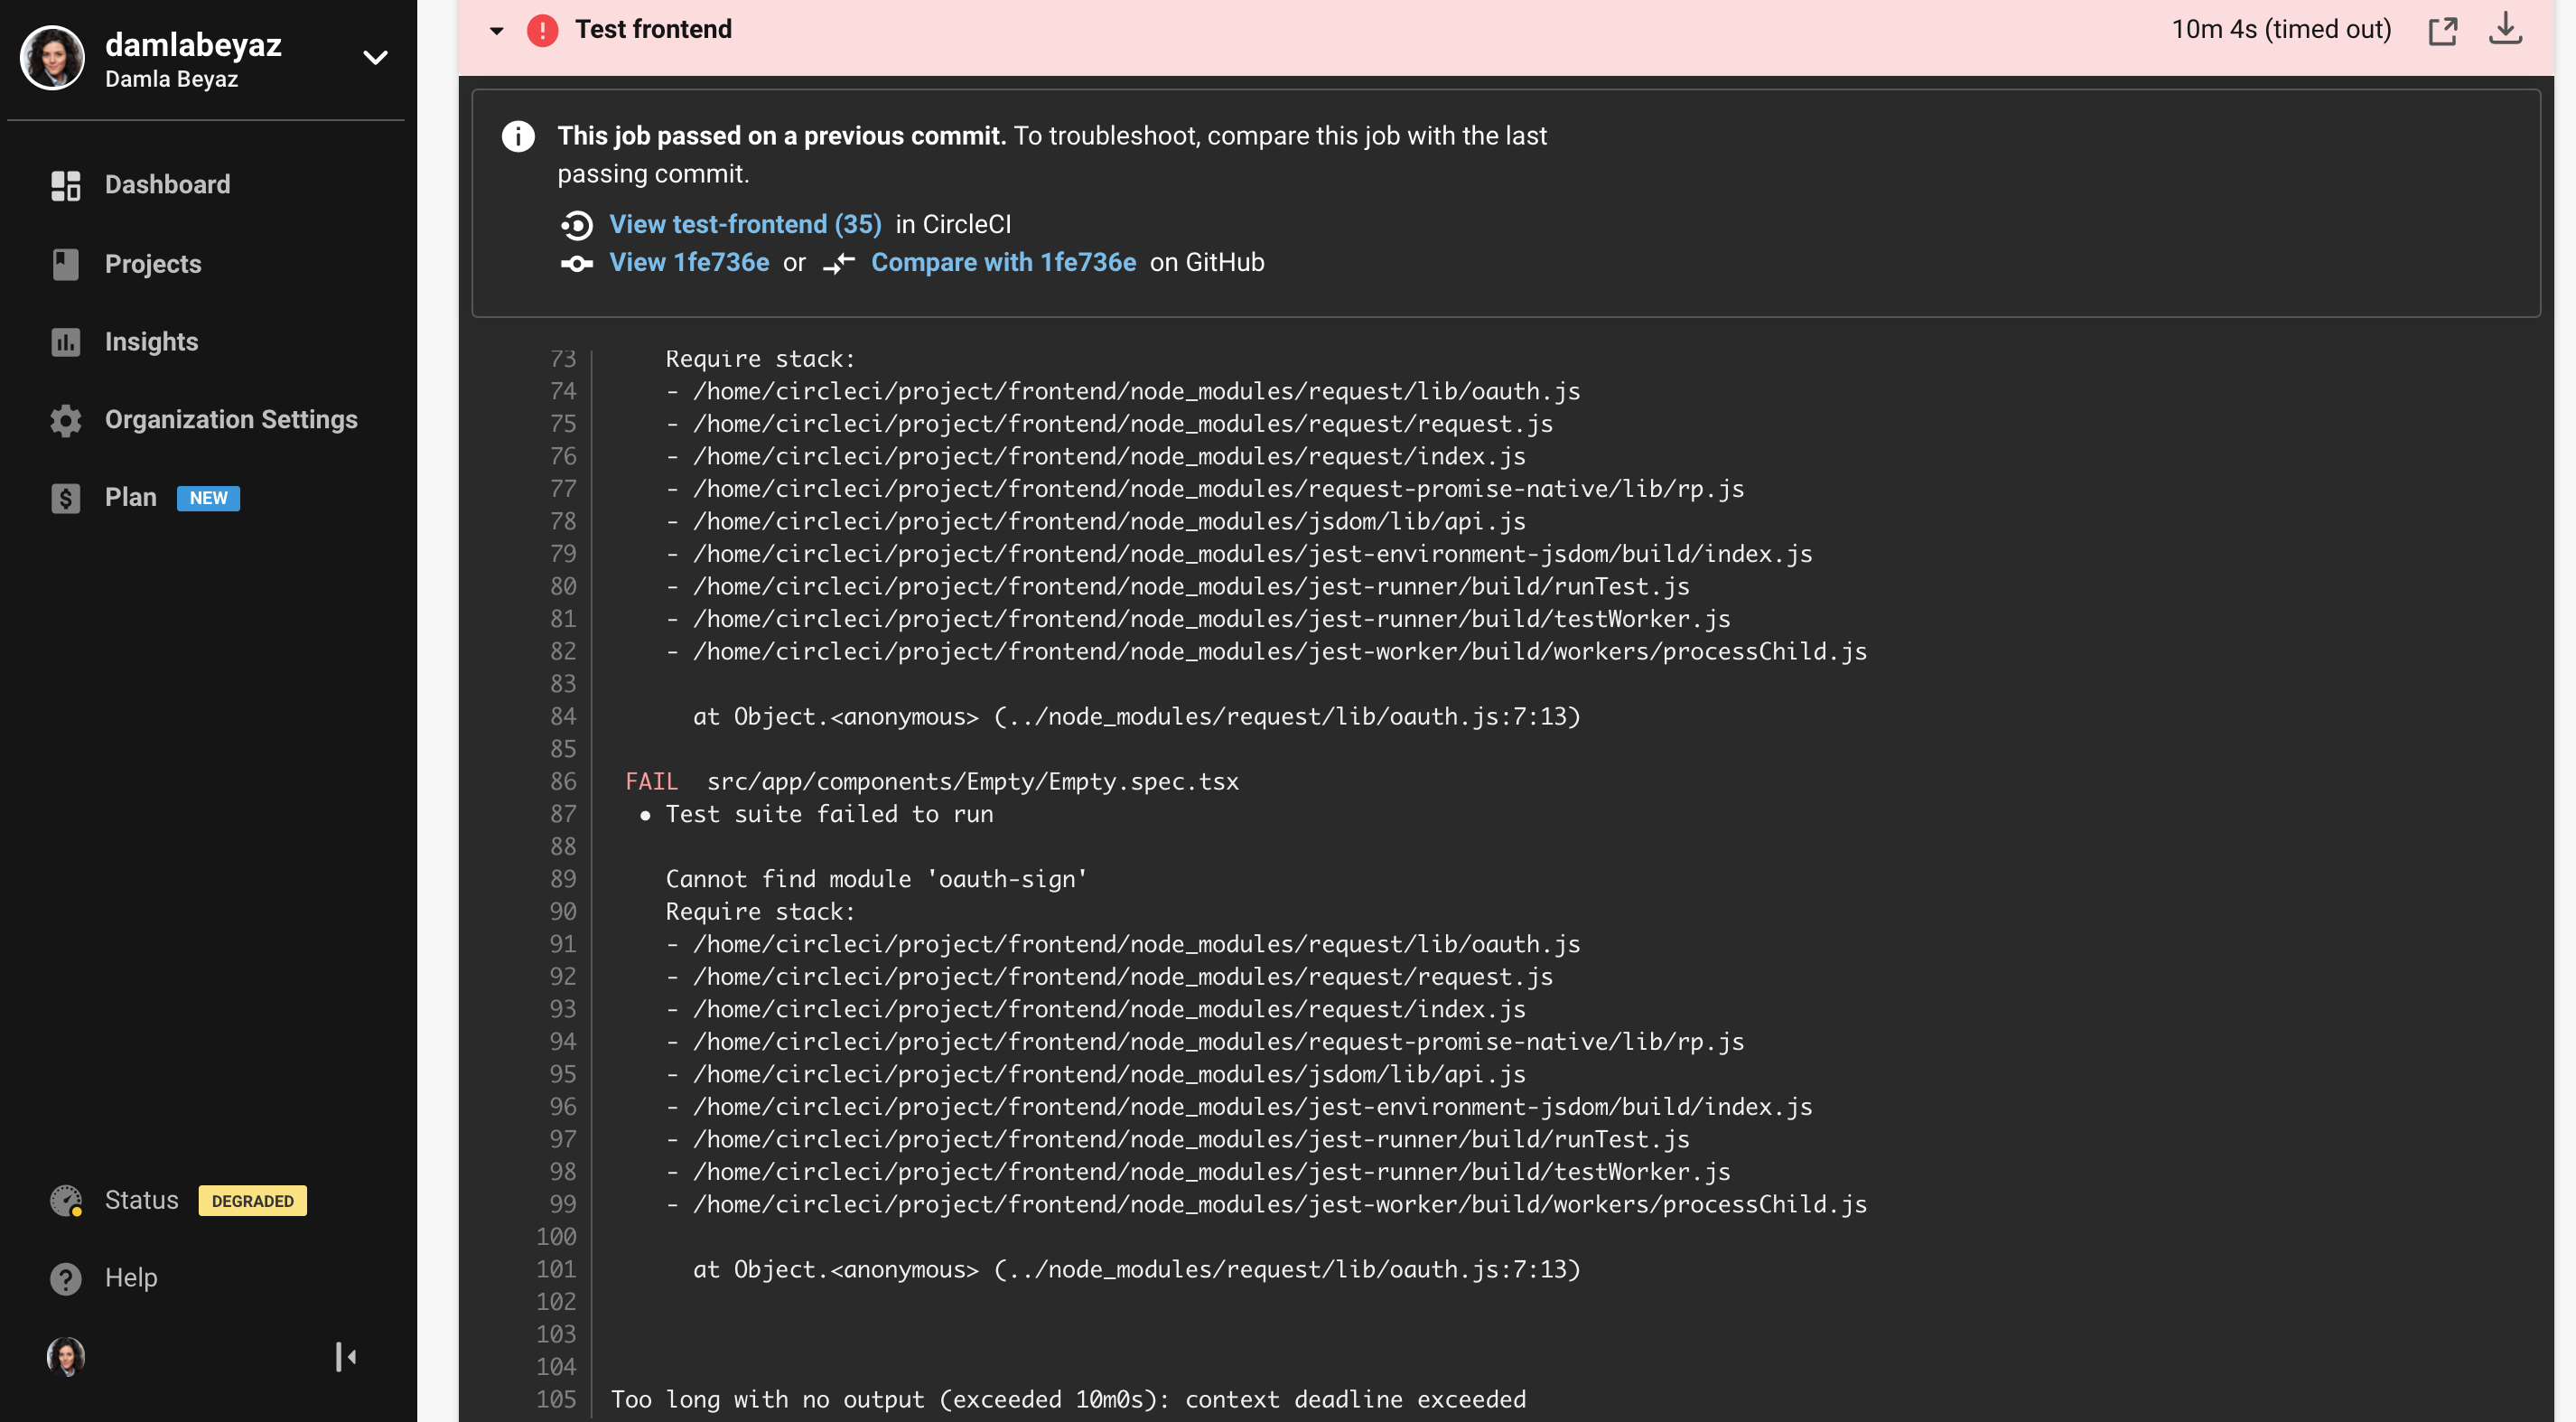 damlabeyaz
Damla Beyaz
Dashboard
Projects
Insights
Organization Settings
Plan NEW
Status DEGRADED
Help
Test frontend
10m 4s (timed out)
This job passed on a previous commit. To troubleshoot, compare this job with the last
passing commit.
View test-frontend (35) in CircleCI
View 1fe736e or Compare with 1fe736e on GitHub
73 Require stack:
74 - /home/circleci/project/frontend/node_modules/request/lib/oauth.js
75 - /home/circleci/project/frontend/node_modules/request/request.js
76 - /home/circleci/project/frontend/node_modules/request/index.js
77 - /home/circleci/project/frontend/node_modules/request-promise-native/lib/rp.js
78 - /home/circleci/project/frontend/node_modules/jsdom/lib/api.js
79 - /home/circleci/project/frontend/node_modules/jest-environment-jsdom/build/index.js
80 - /home/circleci/project/frontend/node_modules/jest-runner/build/runTest.js
81 - /home/circleci/project/frontend/node_modules/jest-runner/build/testWorker.js
82 - /home/circleci/project/frontend/node_modules/jest-worker/build/workers/processChild.js
83
84 at Object.<anonymous> (../node_modules/request/lib/oauth.js:7:13)
85
86 FAIL src/app/components/Empty/Empty.spec.tsx
87 ● Test suite failed to run
88
89 Cannot find module 'oauth-sign'
90 Require stack:
91 - /home/circleci/project/frontend/node_modules/request/lib/oauth.js
92 - /home/circleci/project/frontend/node_modules/request/request.js
93 - /home/circleci/project/frontend/node_modules/request/index.js
94 - /home/circleci/project/frontend/node_modules/request-promise-native/lib/rp.js
95 - /home/circleci/project/frontend/node_modules/jsdom/lib/api.js
96 - /home/circleci/project/frontend/node_modules/jest-environment-jsdom/build/index.js
97 - /home/circleci/project/frontend/node_modules/jest-runner/build/runTest.js
98 - /home/circleci/project/frontend/node_modules/jest-runner/build/testWorker.js
99 - /home/circleci/project/frontend/node_modules/jest-worker/build/workers/processChild.js
100
101 at Object.<anonymous> (../node_modules/request/lib/oauth.js:7:13)
102
103
104
105 Too long with no output (exceeded 10m0s): context deadline exceeded